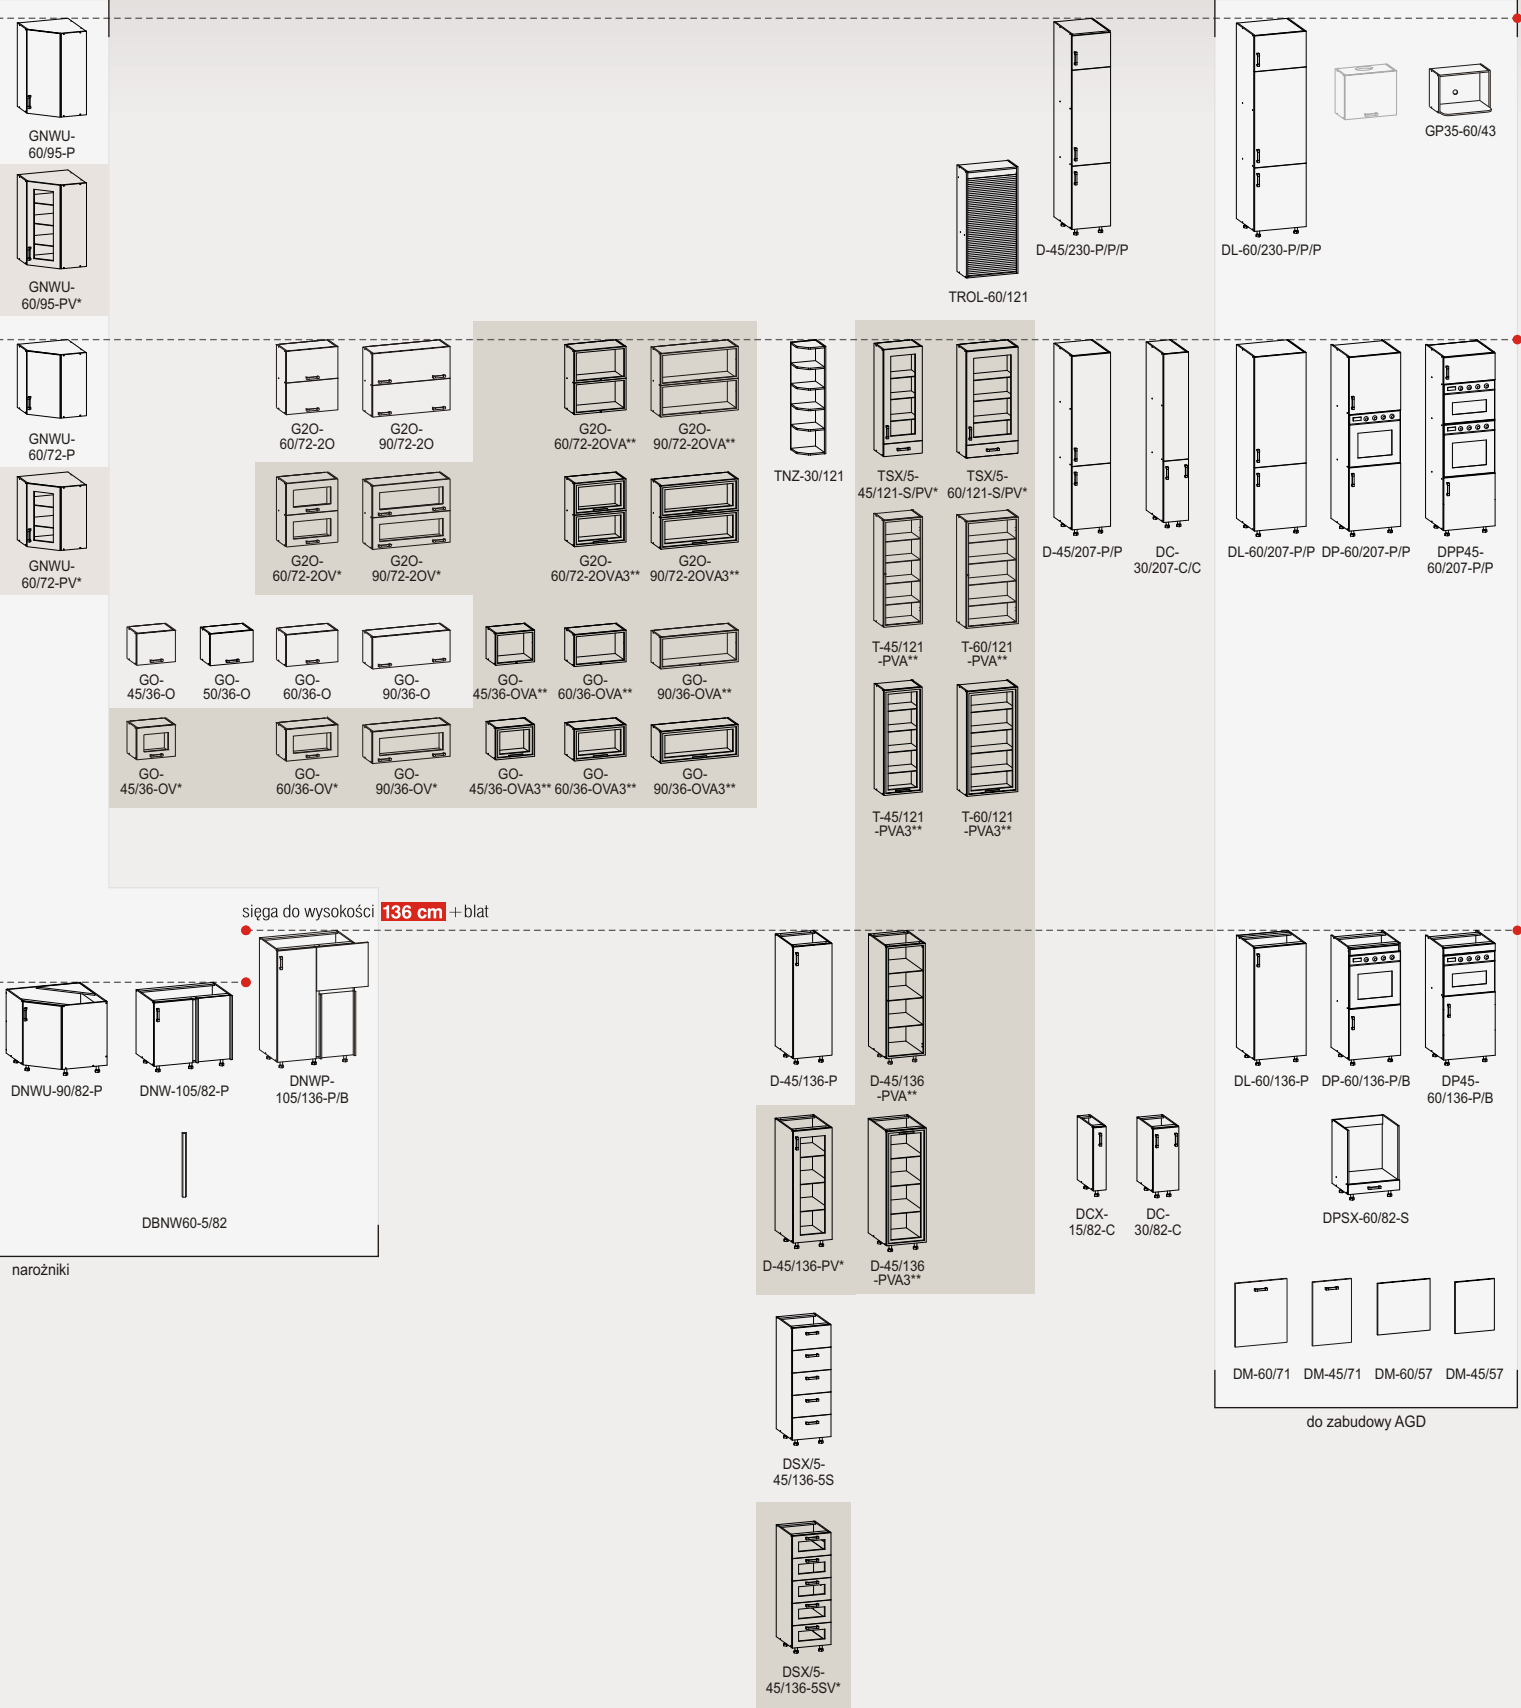 GNWU-
60/95-P
GP35-60/43
D-45/230-P/P/P
DL-60/230-P/P/P
GNWU-
60/95-PV*
TROL-60/121
GNWU-
60/72-P
G2O-
60/72-2O
G2O-
90/72-2O
G2O-
60/72-2OVA**
G2O-
90/72-2OVA**
TNZ-30/121
TSX/5-
45/121-S/PV*
TSX/5-
60/121-S/PV*
D-45/207-P/P
DC-
30/207-C/C
DL-60/207-P/P
DP-60/207-P/P
DPP45-
60/207-P/P
GNWU-
60/72-PV*
G2O-
60/72-2OV*
G2O-
90/72-2OV*
G2O-
60/72-2OVA3**
G2O-
90/72-2OVA3**
T-45/121
-PVA**
T-60/121
-PVA**
GO-
45/36-O
GO-
50/36-O
GO-
60/36-O
GO-
90/36-O
GO-
45/36-OVA**
GO-
60/36-OVA**
GO-
90/36-OVA**
GO-
45/36-OV*
GO-
60/36-OV*
GO-
90/36-OV*
GO-
45/36-OVA3**
GO-
60/36-OVA3**
GO-
90/36-OVA3**
T-45/121
-PVA3**
T-60/121
-PVA3**
sięga do wysokości 136 cm + blat
DNWU-90/82-P
DNW-105/82-P
DNWP-
105/136-P/B
D-45/136-P
D-45/136
-PVA**
DL-60/136-P
DP-60/136-P/B
DP45-
60/136-P/B
DBNW60-5/82
DCX-
15/82-C
DC-
30/82-C
DPSX-60/82-S
narożniki
D-45/136-PV*
D-45/136
-PVA3**
DM-60/71
DM-45/71
DM-60/57
DM-45/57
do zabudowy AGD
DSX/5-
45/136-5S
DSX/5-
45/136-5SV*